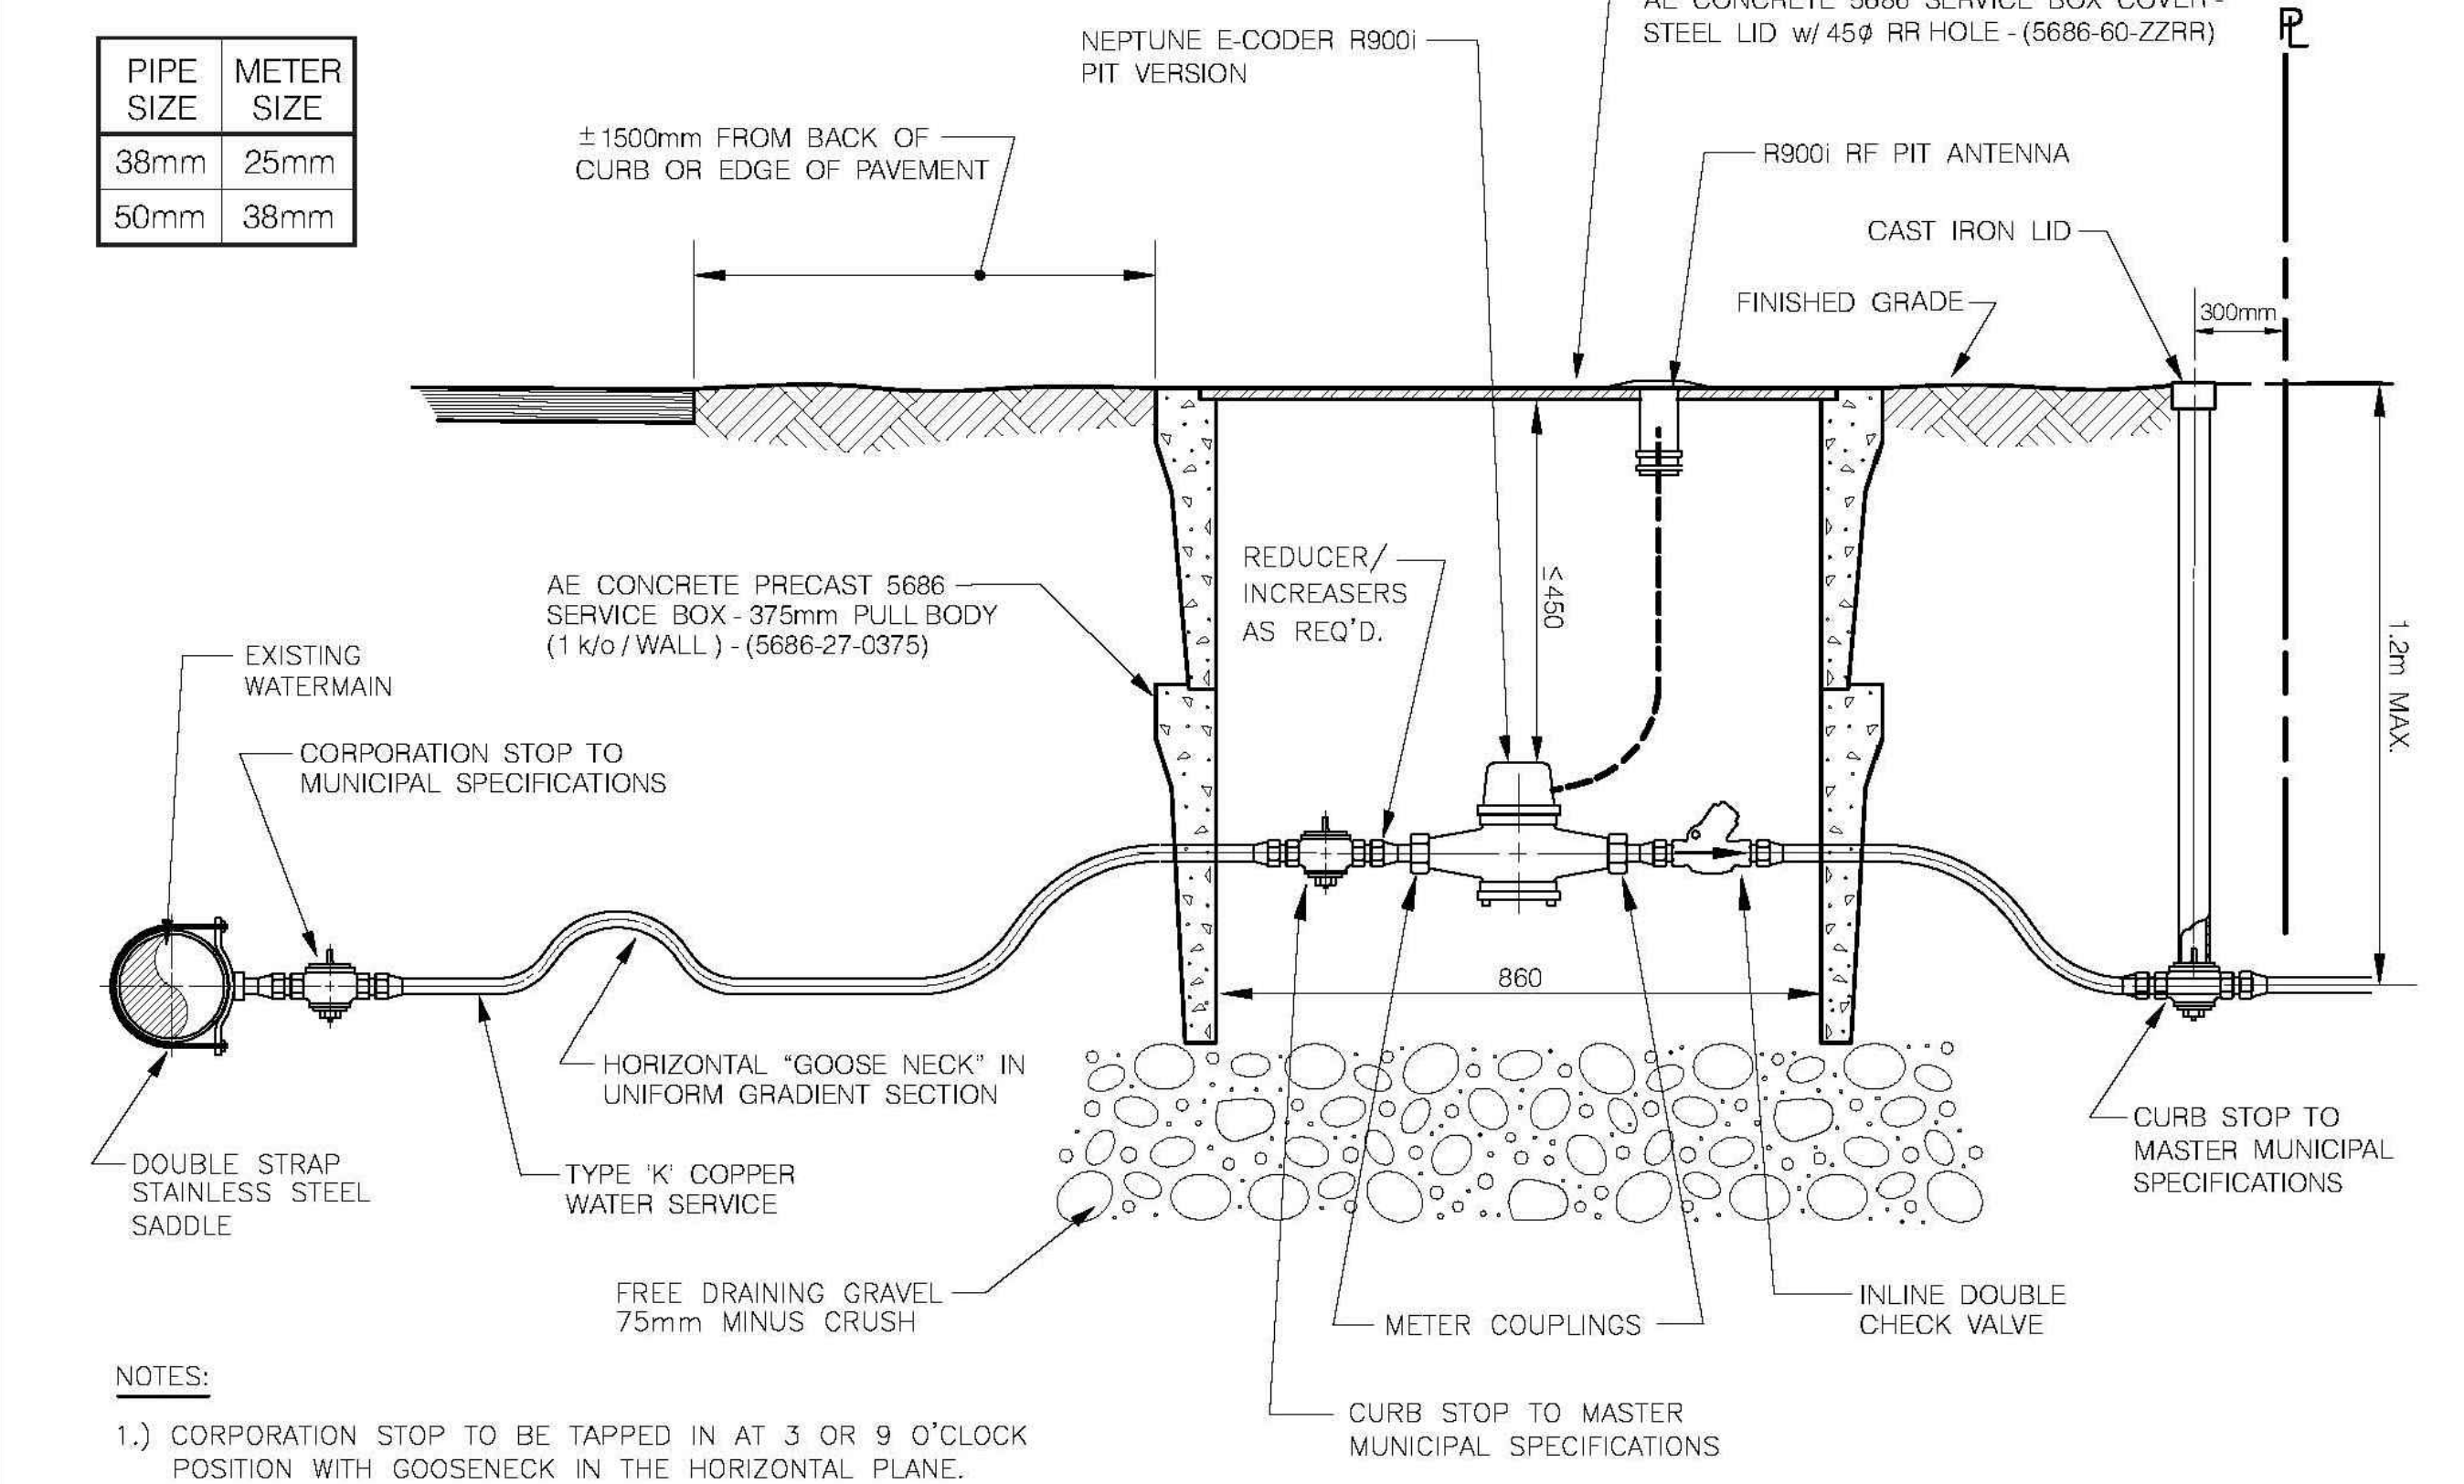 AE CONCRETE 5686 SERVICE BOX COVER -
STEEL LID w/ 45ø RR HOLE - (5686-60-ZZRR)
PL
NEPTUNE E-CODER R900i
PIT VERSION
PIPE SIZE
METER SIZE
38mm 25mm
50mm 38mm
±1500mm FROM BACK OF
CURB OR EDGE OF PAVEMENT
R900i RF PIT ANTENNA
CAST IRON LID
FINISHED GRADE
300mm
REDUCER/
INCREASERS
AS REQ'D.
≤450
AE CONCRETE PRECAST 5686
SERVICE BOX - 375mm PULL BODY
(1 k/o / WALL ) - (5686-27-0375)
1.2m MAX.
EXISTING
WATERMAIN
CORPORATION STOP TO
MUNICIPAL SPECIFICATIONS
860
HORIZONTAL “GOOSE NECK” IN
UNIFORM GRADIENT SECTION
CURB STOP TO
MASTER MUNICIPAL
SPECIFICATIONS
DOUBLE STRAP
STAINLESS STEEL
SADDLE
TYPE 'K' COPPER
WATER SERVICE
FREE DRAINING GRAVEL
75mm MINUS CRUSH
METER COUPLINGS
INLINE DOUBLE
CHECK VALVE
CURB STOP TO MASTER
MUNICIPAL SPECIFICATIONS
NOTES:
1.) CORPORATION STOP TO BE TAPPED IN AT 3 OR 9 O'CLOCK
POSITION WITH GOOSENECK IN THE HORIZONTAL PLANE.